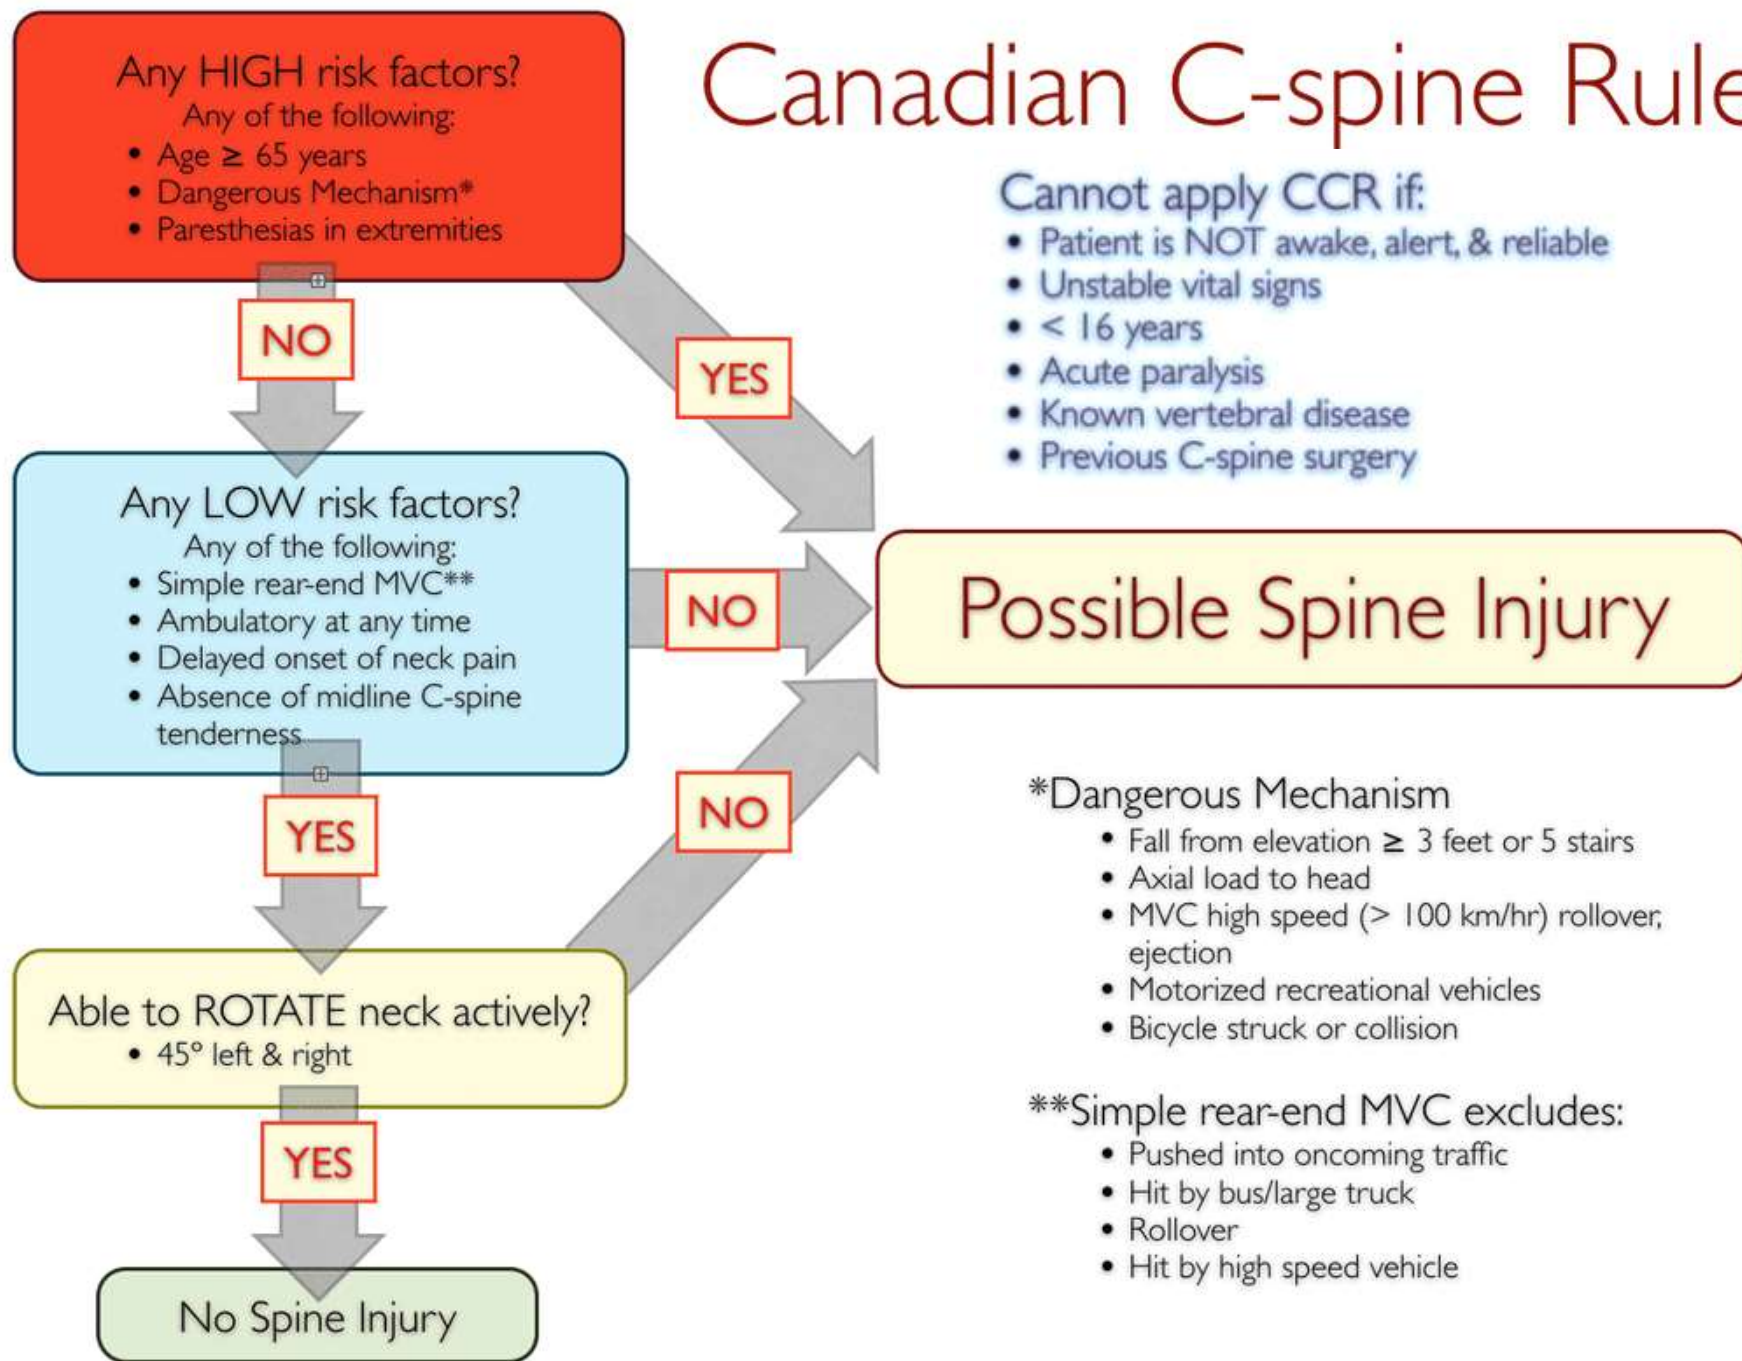 Canadian C-spine Rule
Any HIGH risk factors?
Any of the following:
• Age ≥ 65 years
• Dangerous Mechanism*
• Paresthesias in extremities
NO
YES
Cannot apply CCR if:
• Patient is NOT awake, alert, & reliable
• Unstable vital signs
• < 16 years
• Acute paralysis
• Known vertebral disease
• Previous C-spine surgery
Any LOW risk factors?
Any of the following:
• Simple rear-end MVC**
• Ambulatory at any time
• Delayed onset of neck pain
• Absence of midline C-spine
tenderness
NO
Possible Spine Injury
YES
NO
Able to ROTATE neck actively?
• 45º left & right
YES
No Spine Injury
*Dangerous Mechanism
• Fall from elevation ≥ 3 feet or 5 stairs
• Axial load to head
• MVC high speed (> 100 km/hr) rollover,
ejection
• Motorized recreational vehicles
• Bicycle struck or collision
**Simple rear-end MVC excludes:
• Pushed into oncoming traffic
• Hit by bus/large truck
• Rollover
• Hit by high speed vehicle